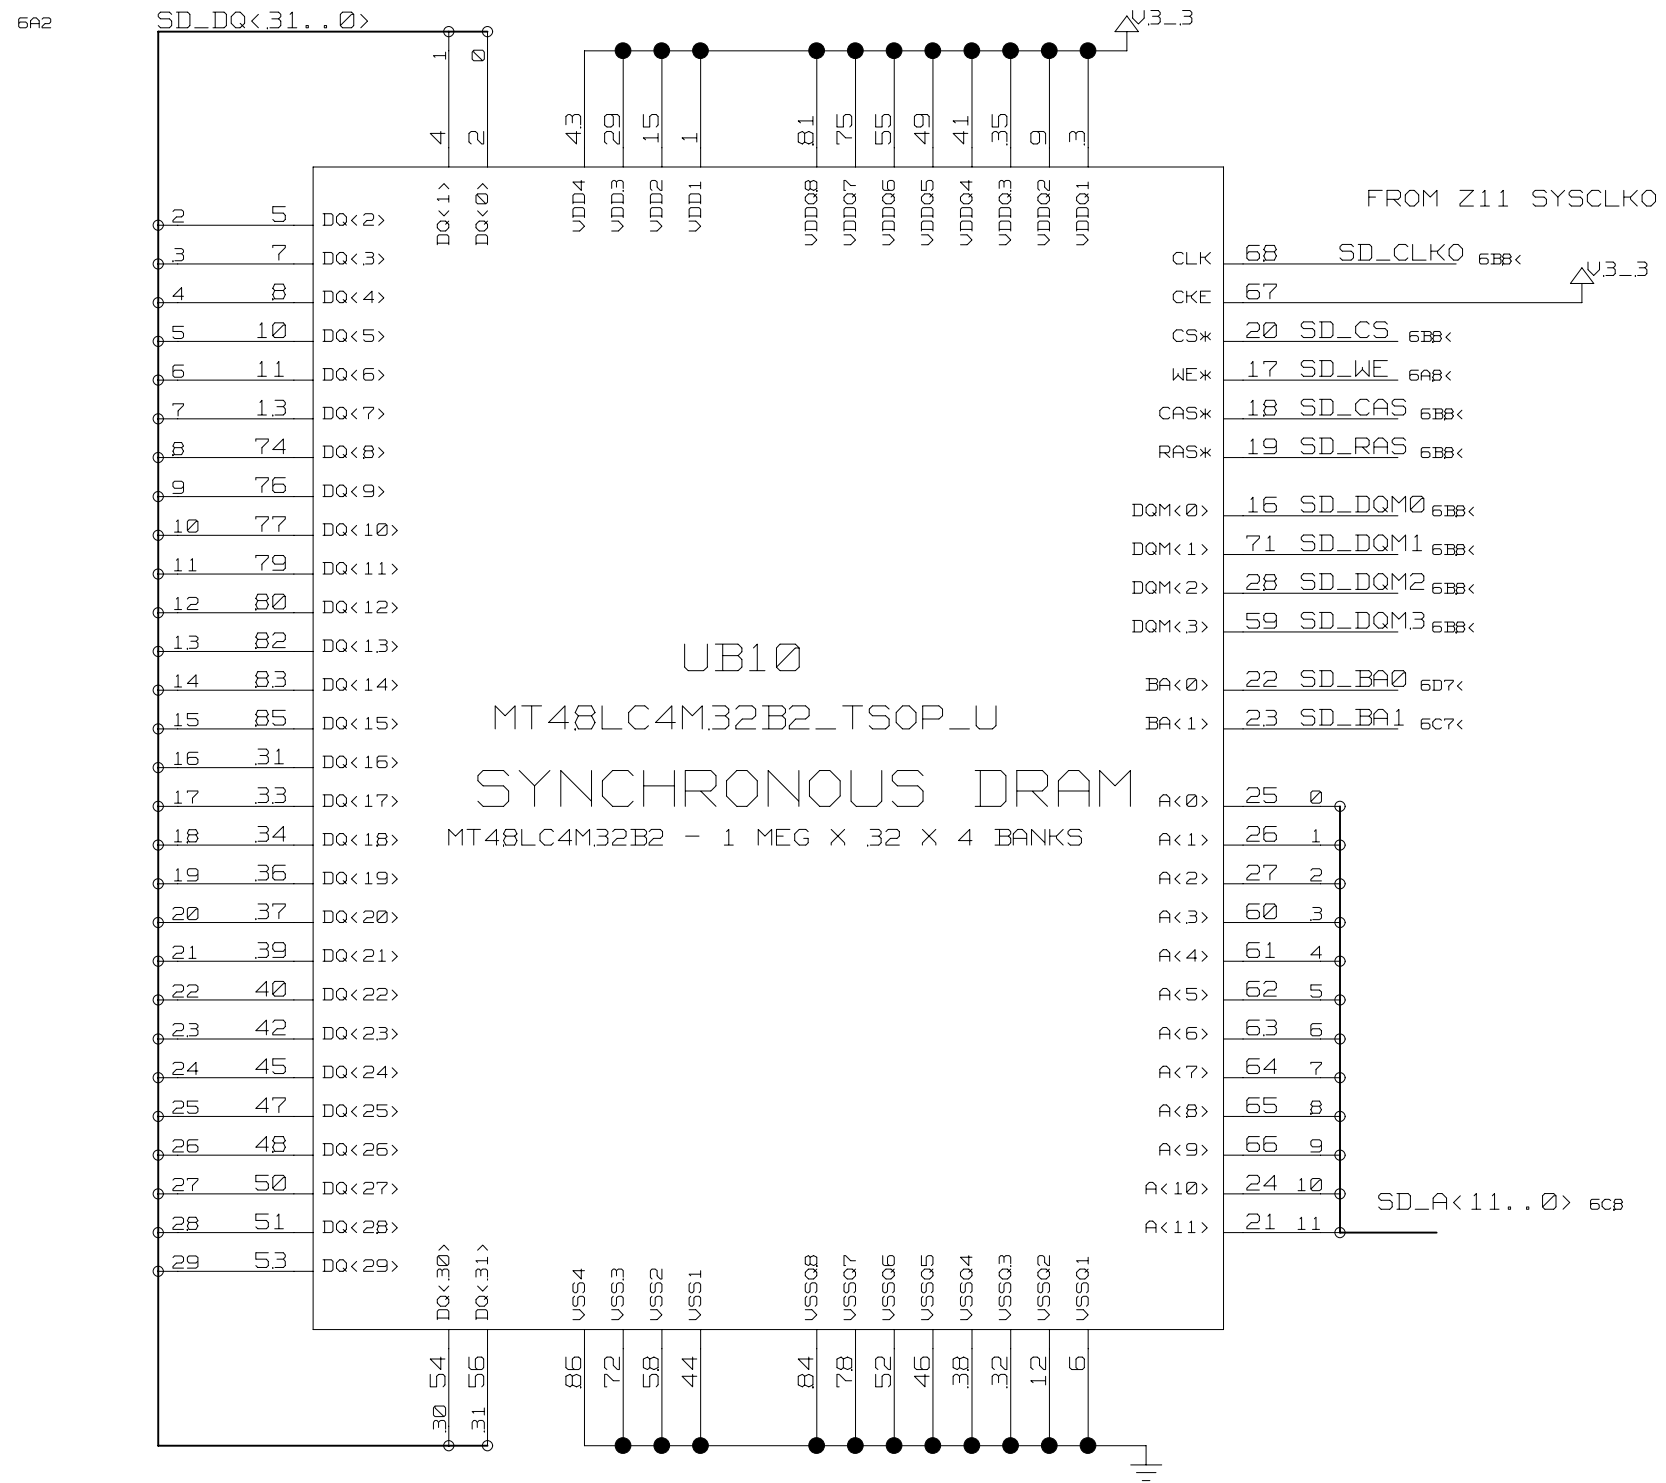 6A2
SD_DQ<31..0>
V3_3
1
0
4
2
43
29
15
1
81
75
55
49
41
35
9
3
DQ<1>
DQ<0>
VDD4
VDD3
VDD2
VDD1
VDDQ8
VDDQ7
VDDQ6
VDDQ5
VDDQ4
VDDQ3
VDDQ2
VDDQ1
FROM Z11 SYSCLKO
2 5 DQ<2>
3 7 DQ<3>
4 8 DQ<4>
5 10 DQ<5>
6 11 DQ<6>
7 13 DQ<7>
8 74 DQ<8>
9 76 DQ<9>
10 77 DQ<10>
11 79 DQ<11>
12 80 DQ<12>
13 82 DQ<13>
14 83 DQ<14>
15 85 DQ<15>
16 31 DQ<16>
17 33 DQ<17>
18 34 DQ<18>
19 36 DQ<19>
20 37 DQ<20>
21 39 DQ<21>
22 40 DQ<22>
23 42 DQ<23>
24 45 DQ<24>
25 47 DQ<25>
26 48 DQ<26>
27 50 DQ<27>
28 51 DQ<28>
29 53 DQ<29>
UB10
MT48LC4M32B2_TSOP_U
SYNCHRONOUS DRAM
MT48LC4M32B2 - 1 MEG X 32 X 4 BANKS
CLK 68 SD_CLKO 6B8<
V3_3
CKE 67
CS* 20 SD_CS 6B8<
WE* 17 SD_WE 6A8<
CAS* 18 SD_CAS 6B8<
RAS* 19 SD_RAS 6B8<
DQM<0> 16 SD_DQM0 6B8<
DQM<1> 71 SD_DQM1 6B8<
DQM<2> 28 SD_DQM2 6B8<
DQM<3> 59 SD_DQM3 6B8<
BA<0> 22 SD_BA0 6D7<
BA<1> 23 SD_BA1 6C7<
A<0> 25 0
A<1> 26 1
A<2> 27 2
A<3> 60 3
A<4> 61 4
A<5> 62 5
A<6> 63 6
A<7> 64 7
A<8> 65 8
A<9> 66 9
A<10> 24 10
A<11> 21 11
SD_A<11..0> 6C8
DQ<30>
DQ<31>
VSS4
VSS3
VSS2
VSS1
VSSQ8
VSSQ7
VSSQ6
VSSQ5
VSSQ4
VSSQ3
VSSQ2
VSSQ1
54
56
86
72
58
44
84
78
52
46
38
32
12
6
30
31